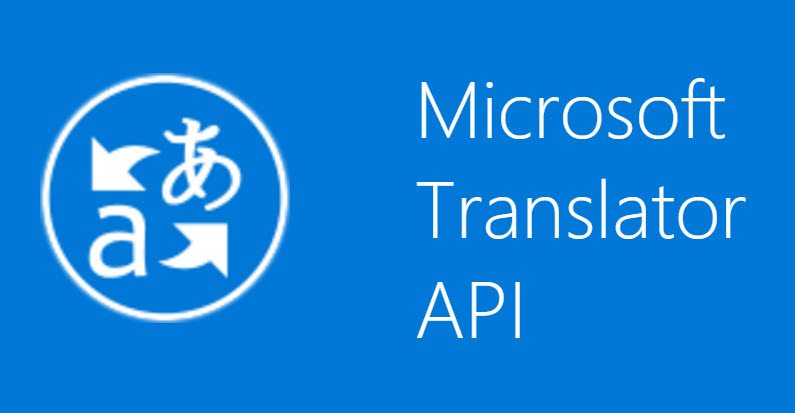 あ
a
Microsoft
Translator
API